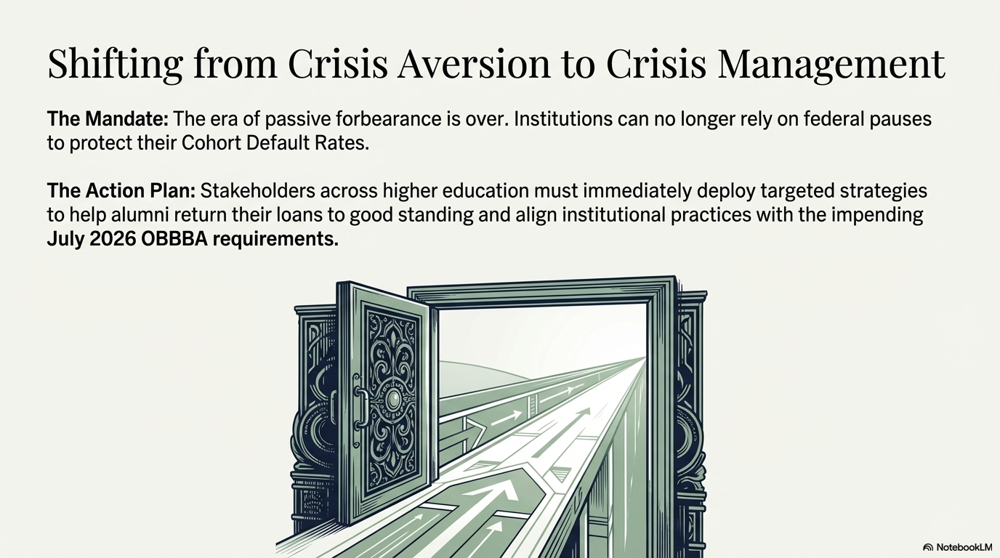 Shifting from Crisis Aversion to Crisis Management
The Mandate: The era of passive forbearance is over. Institutions can no longer rely on federal pauses
to protect their Cohort Default Rates.
The Action Plan: Stakeholders across higher education must immediately deploy targeted strategies
to help alumni return their loans to good standing and align institutional practices with the impending
July 2026 OBBBA requirements.
NotebookLM